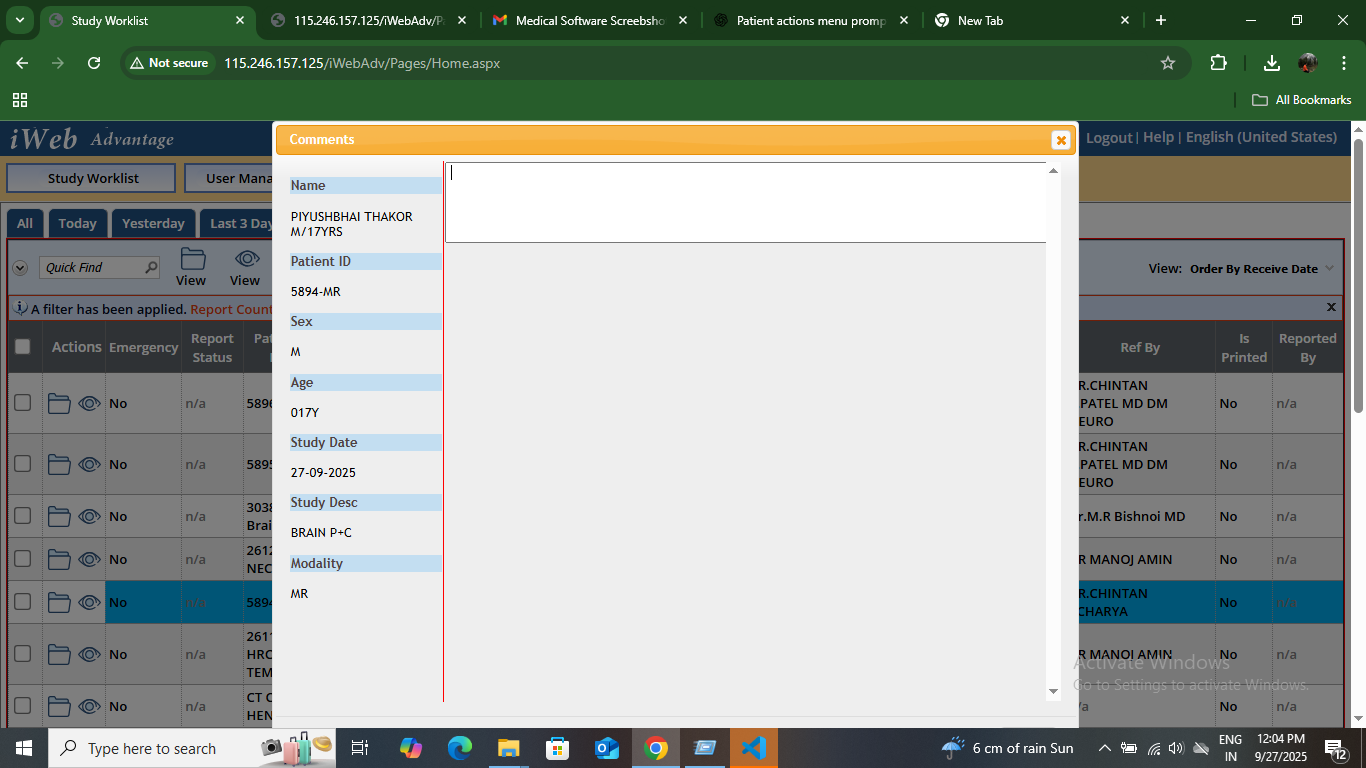 Study Worklist
115.246.157.125/iWebAdv/P
Medical Software Screebsho
Patient actions menu promp
New Tab
Not secure
115.246.157.125/iWebAdv/Pages/Home.aspx
All Bookmarks
iWeb Advantage
Logout | Help | English (United States)
Study Worklist
User Mana
All
Today
Yesterday
Last 3 Day
Quick Find
View
View
View: Order By Receive Date
A filter has been applied. Report Count
x
Comments
Name
PIYUSHBHAI THAKOR
M/17YRS
Patient ID
5894-MR
Sex
M
Age
017Y
Study Date
27-09-2025
Study Desc
BRAIN P+C
Modality
MR
Actions
Emergency
Report
Status
Pat
Ref By
Is
Printed
Reported
By
No
n/a
5896
R.CHINTAN
PATEL MD DM
EURO
No
n/a
No
n/a
5895
R.CHINTAN
PATEL MD DM
EURO
No
n/a
No
n/a
3038
Brai
r.M.R Bishnoi MD
No
n/a
No
n/a
2612
NEC
R MANOJ AMIN
No
n/a
No
n/a
5894
R.CHINTAN
CHARYA
No
n/a
No
n/a
2611
HRC
TEM
R MANOJ AMIN
No
n/a
No
n/a
CT C
HEN
/a
No
n/a
Activate Windows
Go to Settings to activate Windows.
Type here to search
6 cm of rain Sun
ENG
IN
12:04 PM
9/27/2025
12